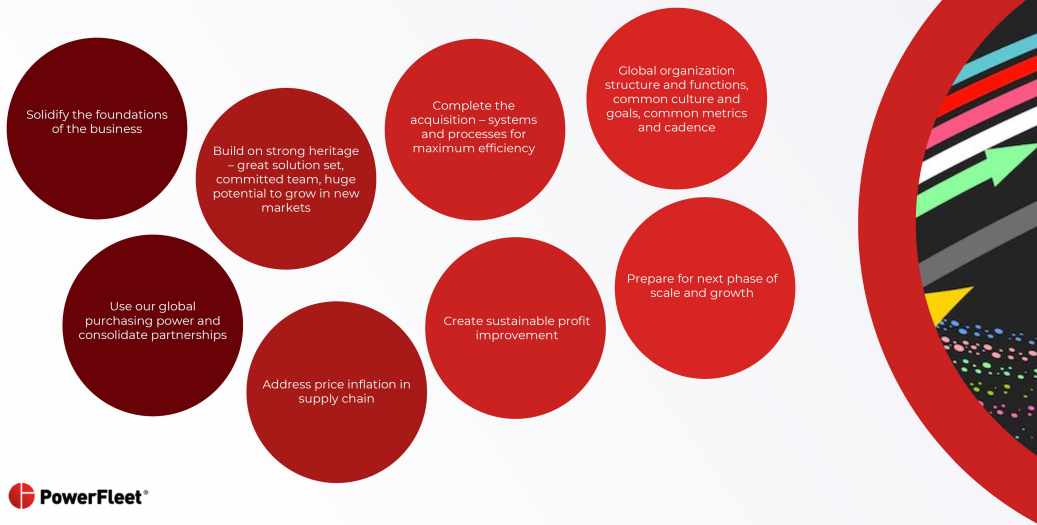 Solidify the foundations
of the business
Build on strong heritage
– great solution set,
committed team, huge
potential to grow in new
markets
Complete the
acquisition – systems
and processes for
maximum efficiency
Global organization
structure and functions,
common culture and
goals, common metrics
and cadence
Use our global
purchasing power and
consolidate partnerships
Address price inflation in
supply chain
Create sustainable profit
improvement
Prepare for next phase of
scale and growth
PowerFleet®